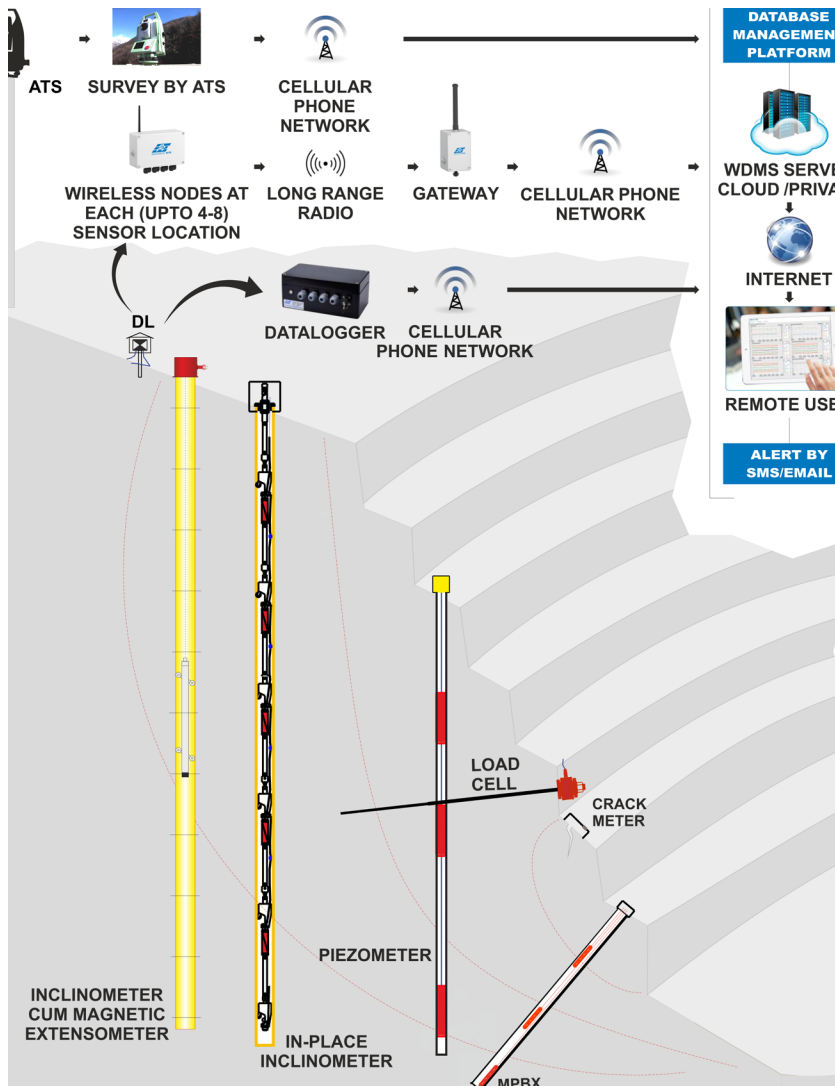 DATABASE
MANAGEMEN
PLATFORM
ATS
SURVEY BY ATS
CELLULAR
PHONE
NETWORK
WIRELESS NODES AT
EACH (UPTO 4-8)
SENSOR LOCATION
LONG RANGE
RADIO
GATEWAY
CELLULAR PHONE
NETWORK
WDMS SERVE
CLOUD /PRIVA
INTERNET
DL
DATALOGGER
CELLULAR
PHONE NETWORK
REMOTE USE
ALERT BY
SMS/EMAIL
LOAD
CELL
CRACK
METER
PIEZOMETER
INCLINOMETER
CUM MAGNETIC
EXTENSOMETER
IN-PLACE
INCLINOMETER
MPBX